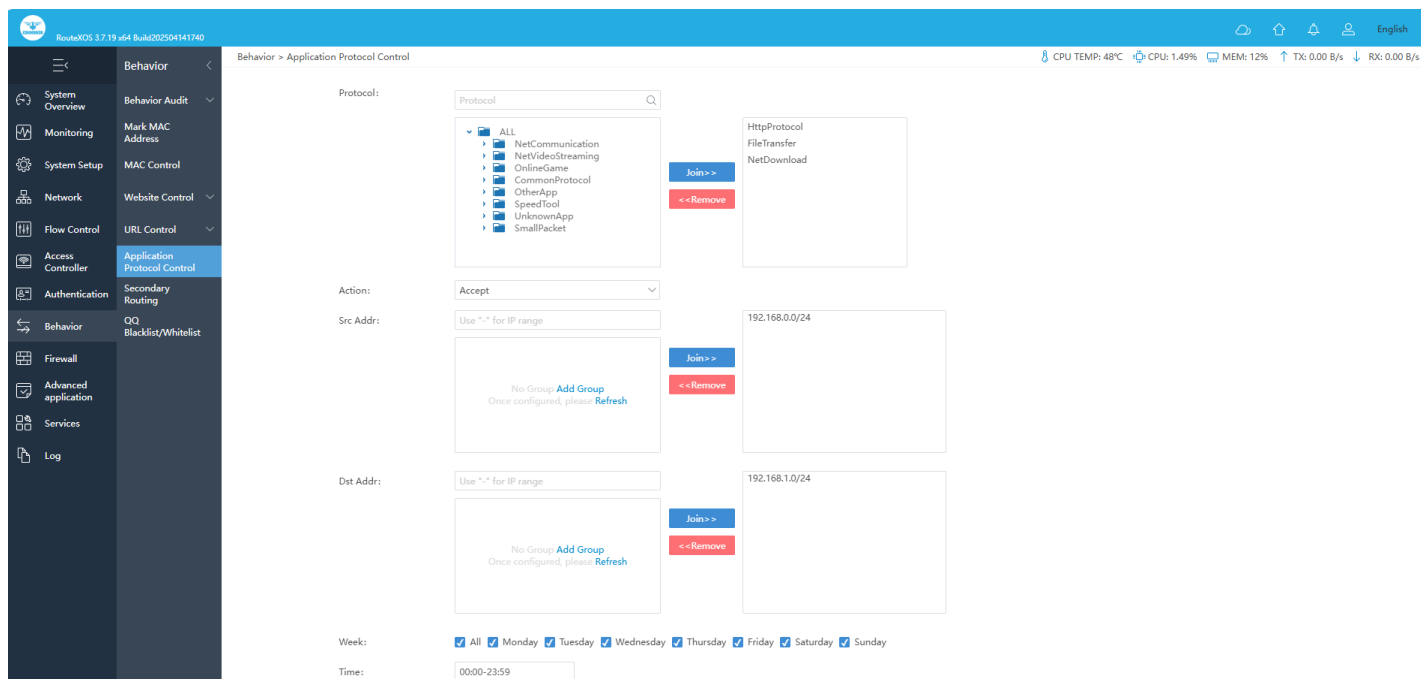 RouteXOS 3.7.19 x64 Build202504141740
English
Behavior
Behavior > Application Protocol Control
CPU TEMP: 48℃ CPU: 1.49% MEM: 12% TX: 0.00 B/s RX: 0.00 B/s
System
Overview
Monitoring
System Setup
Network
Flow Control
Access
Controller
Authentication
Behavior
Firewall
Advanced
application
Services
Log
Behavior Audit
Mark MAC
Address
MAC Control
Website Control
URL Control
Application
Protocol Control
Secondary
Routing
QQ
Blacklist/Whitelist
Protocol:
Protocol
ALL
NetCommunication
NetVideoStreaming
OnlineGame
CommonProtocol
OtherApp
SpeedTool
UnknownApp
SmallPacket
Join>>
<<Remove
HttpProtocol
FileTransfer
NetDownload
Action:
Accept
Src Addr:
Use "-" for IP range
No Group Add Group
Once configured, please Refresh
Join>>
<<Remove
192.168.0.0/24
Dst Addr:
Use "-" for IP range
No Group Add Group
Once configured, please Refresh
Join>>
<<Remove
192.168.1.0/24
Week:
All Monday Tuesday Wednesday Thursday Friday Saturday Sunday
Time:
00:00-23:59